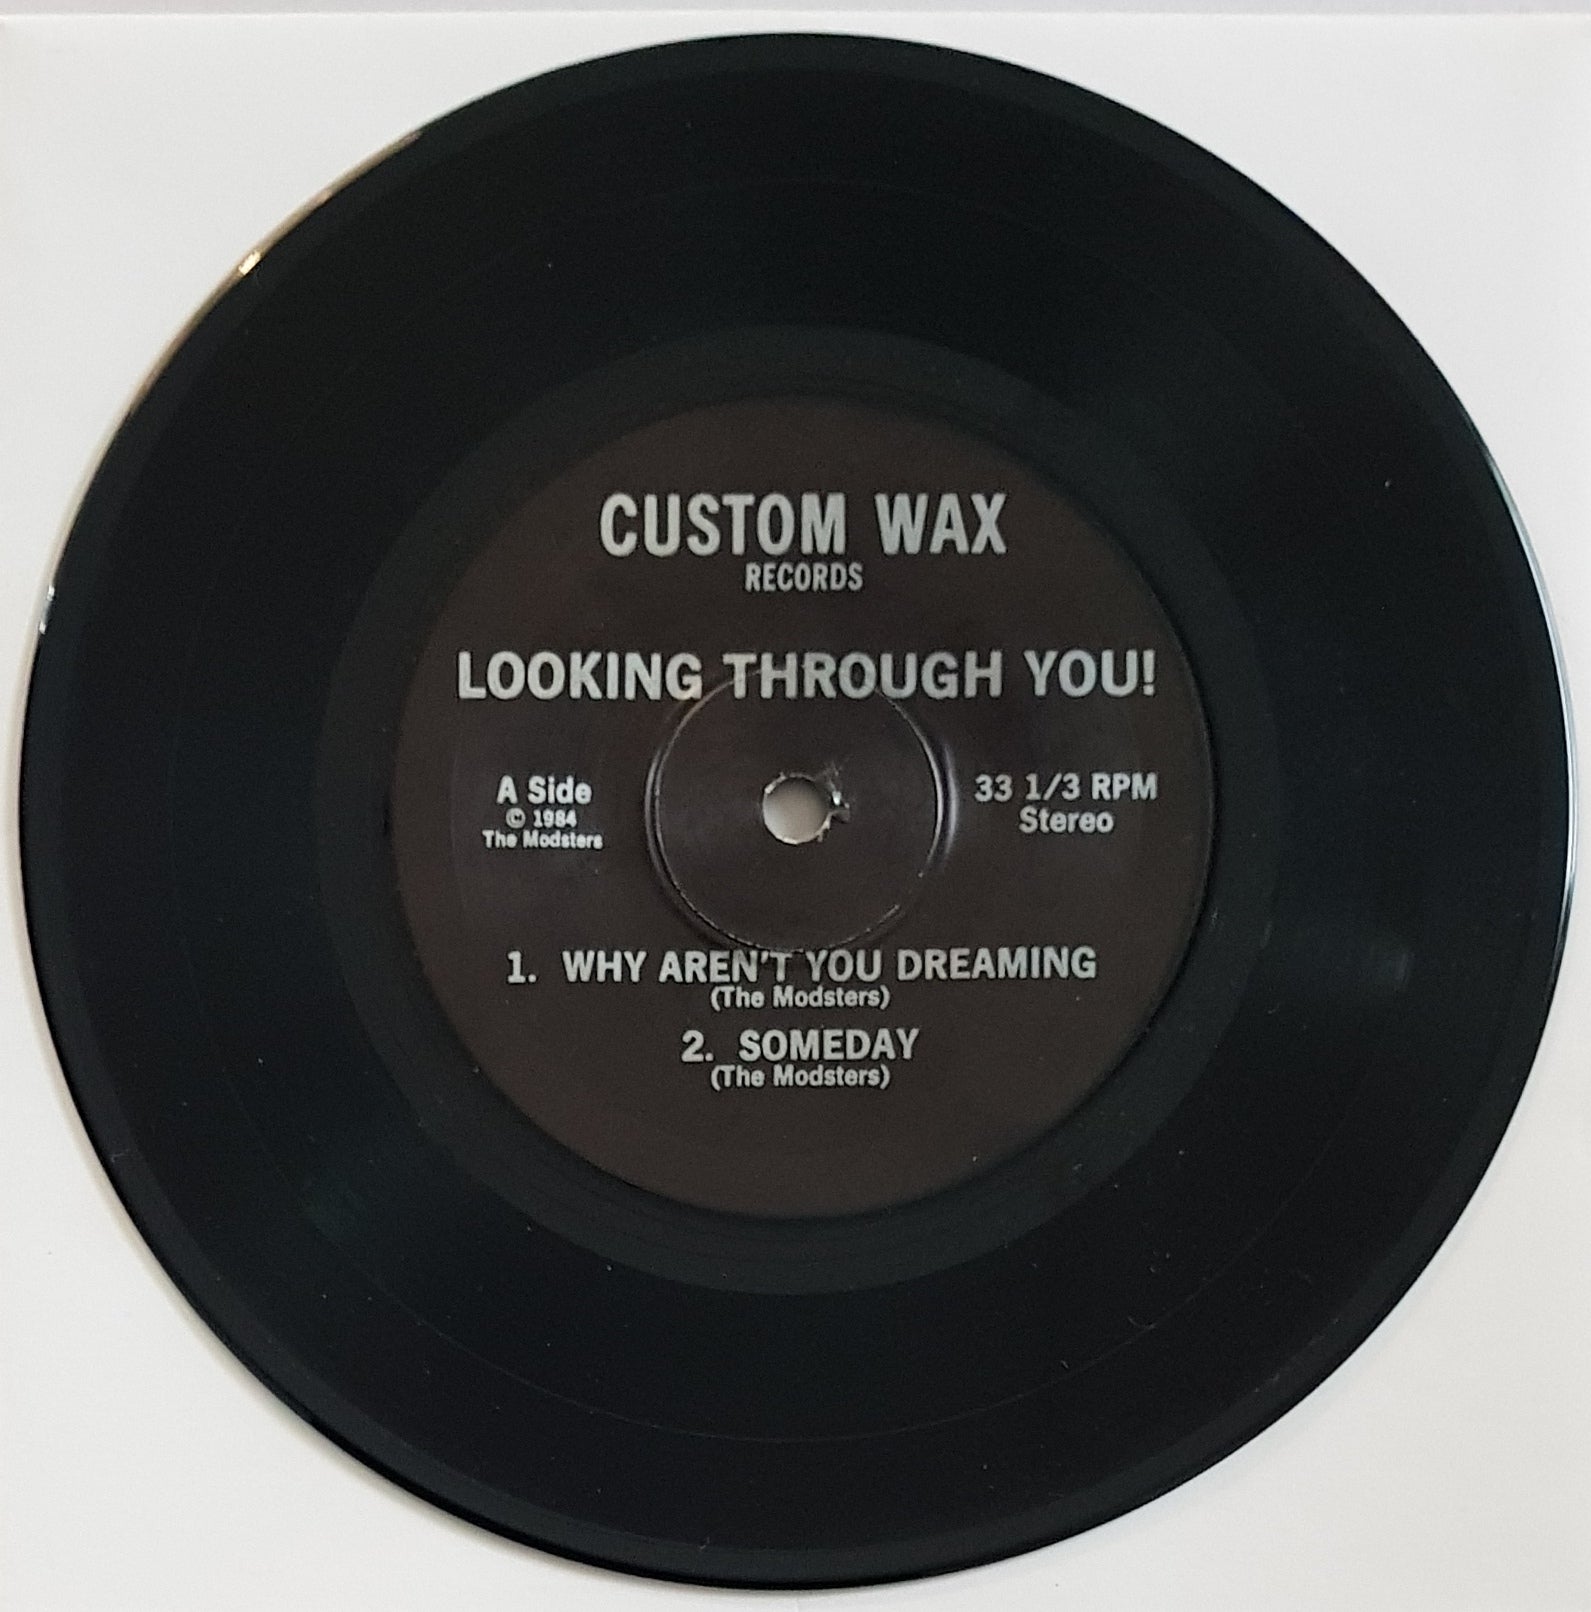 CUSTOM WAX
RECORDS
LOOKING THROUGH YOU!
A Side
© 1984
The Modsters
33 1/3 RPM
Stereo
1. WHY AREN'T YOU DREAMING
(The Modsters)
2. SOMEDAY
(The Modsters)